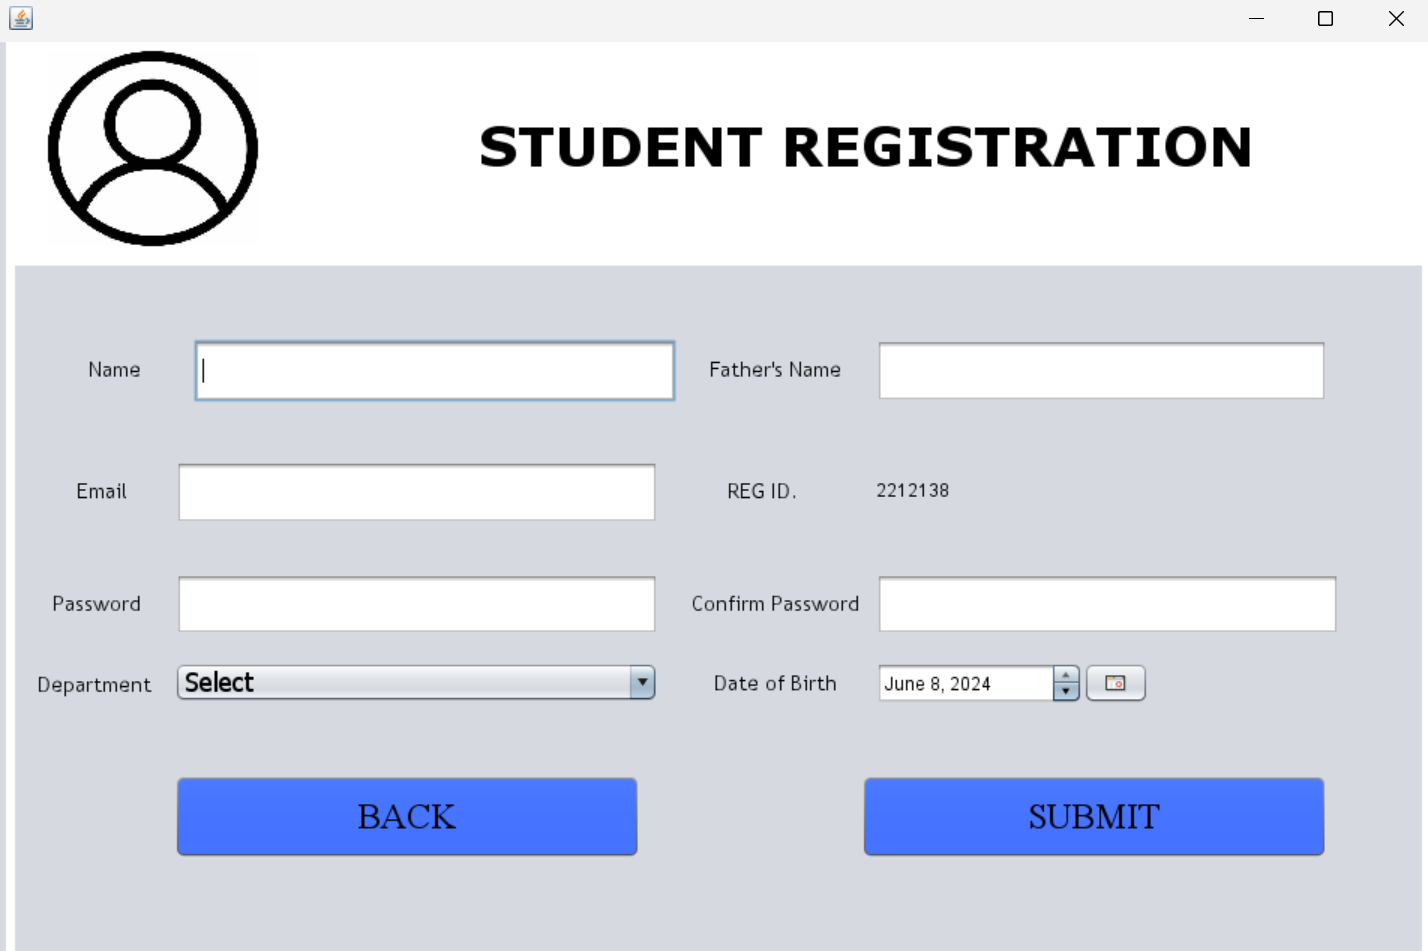 STUDENT REGISTRATION
Name
Father's Name
Email
REG ID.
2212138
Password
Confirm Password
Department
Select
Date of Birth
June 8, 2024
BACK
SUBMIT